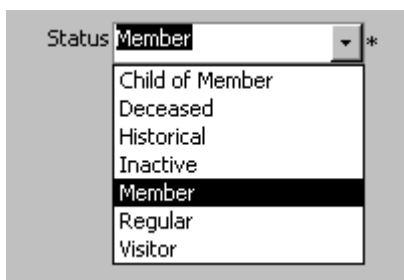 Status Member *
Child of Member
Deceased
Historical
Inactive
Member
Regular
Visitor